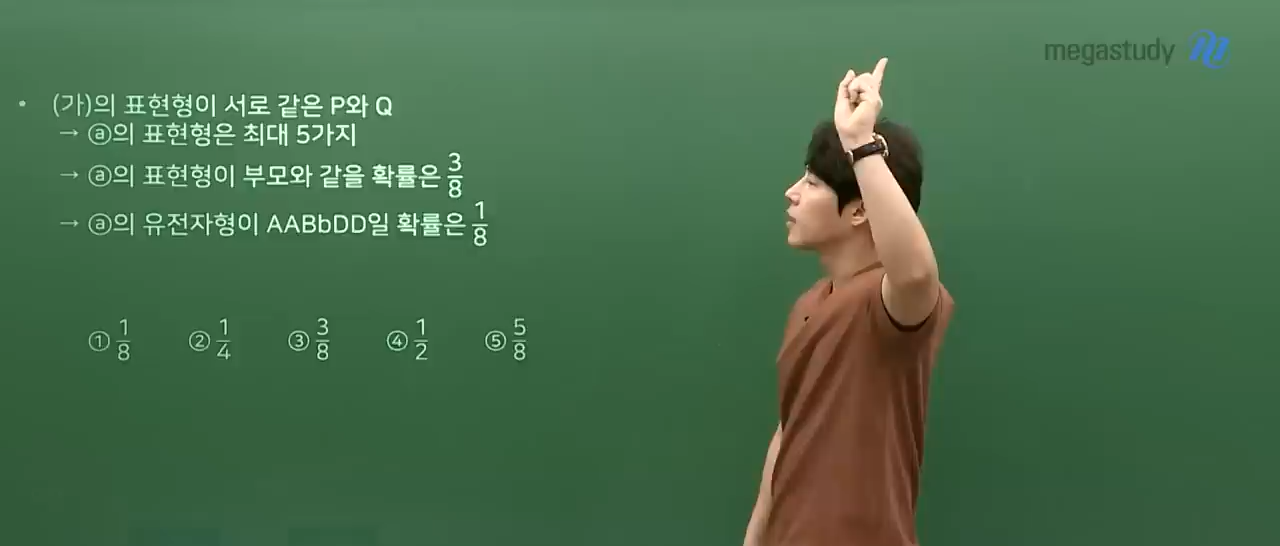 megastudy
• (가)의 표현형이 서로 같은 P와 Q
→ ⓐ의 표현형은 최대 5가지
→ ⓐ의 표현형이 부모와 같을 확률은 3/8
→ ⓐ의 유전자형이 AABbDD일 확률은 1/8
① 1/8 ② 1/4 ③ 3/8 ④ 1/2 ⑤ 5/8